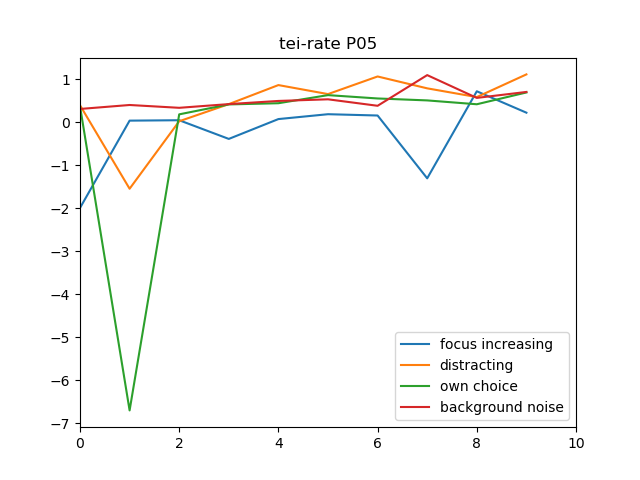 tei-rate P05
1
0
−1
−2
−3
−4
−5
−6
−7
0 2 4 6 8 10
focus increasing
distracting
own choice
background noise